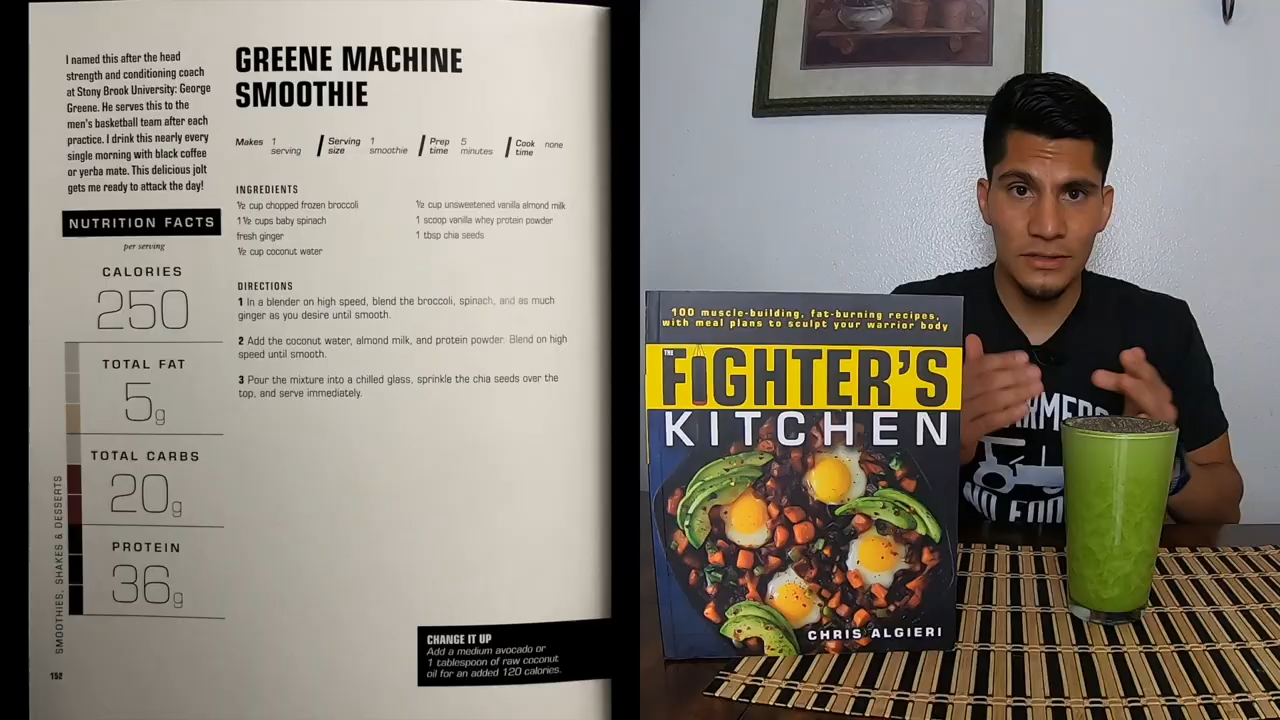 I named this after the head
strength and conditioning coach
at Stony Brook University: George
Greene. He serves this to the
men's basketball team after each
practice. I drink this nearly every
single morning with black coffee
or yerba mate. This delicious jolt
gets me ready to attack the day!
NUTRITION FACTS
per serving
CALORIES
250
TOTAL FAT
5g
TOTAL CARBS
20g
PROTEIN
36g
SMOOTHIES, SHAKES & DESSERTS
152
GREENE MACHINE
SMOOTHIE
Makes 1 serving
Serving size 1 smoothie
Prep time 5 minutes
Cook time none
INGREDIENTS
½ cup chopped frozen broccoli
1 ½ cups baby spinach
fresh ginger
½ cup coconut water
½ cup unsweetened vanilla almond milk
1 scoop vanilla whey protein powder
1 tbsp chia seeds
DIRECTIONS
1 In a blender on high speed, blend the broccoli, spinach, and as much
ginger as you desire until smooth.
2 Add the coconut water, almond milk, and protein powder. Blend on high
speed until smooth.
3 Pour the mixture into a chilled glass, sprinkle the chia seeds over the
top, and serve immediately.
CHANGE IT UP
Add a medium avocado or
1 tablespoon of raw coconut
oil for an added 120 calories.
100 muscle-building, fat-burning recipes,
with meal plans to sculpt your warrior body
THE
FIGHTER'S
KITCHEN
CHRIS ALGIERI
NO